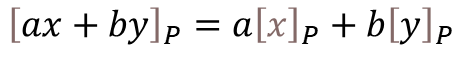 [ax + by]_P = a[x]_P + b[y]_P